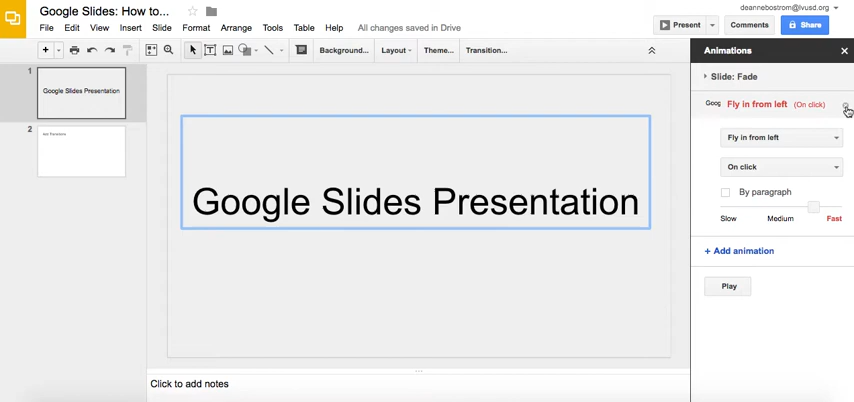 Google Slides: How to...
deannebostrom@lvusd.org
File Edit View Insert Slide Format Arrange Tools Table Help All changes saved in Drive
Present Comments Share
Background... Layout Theme... Transition...
Animations
1
Google Slides Presentation
2
Google Slides Presentation
Click to add notes
Slide: Fade
Goog Fly in from left (On click)
Fly in from left
On click
By paragraph
Slow Medium Fast
+ Add animation
Play